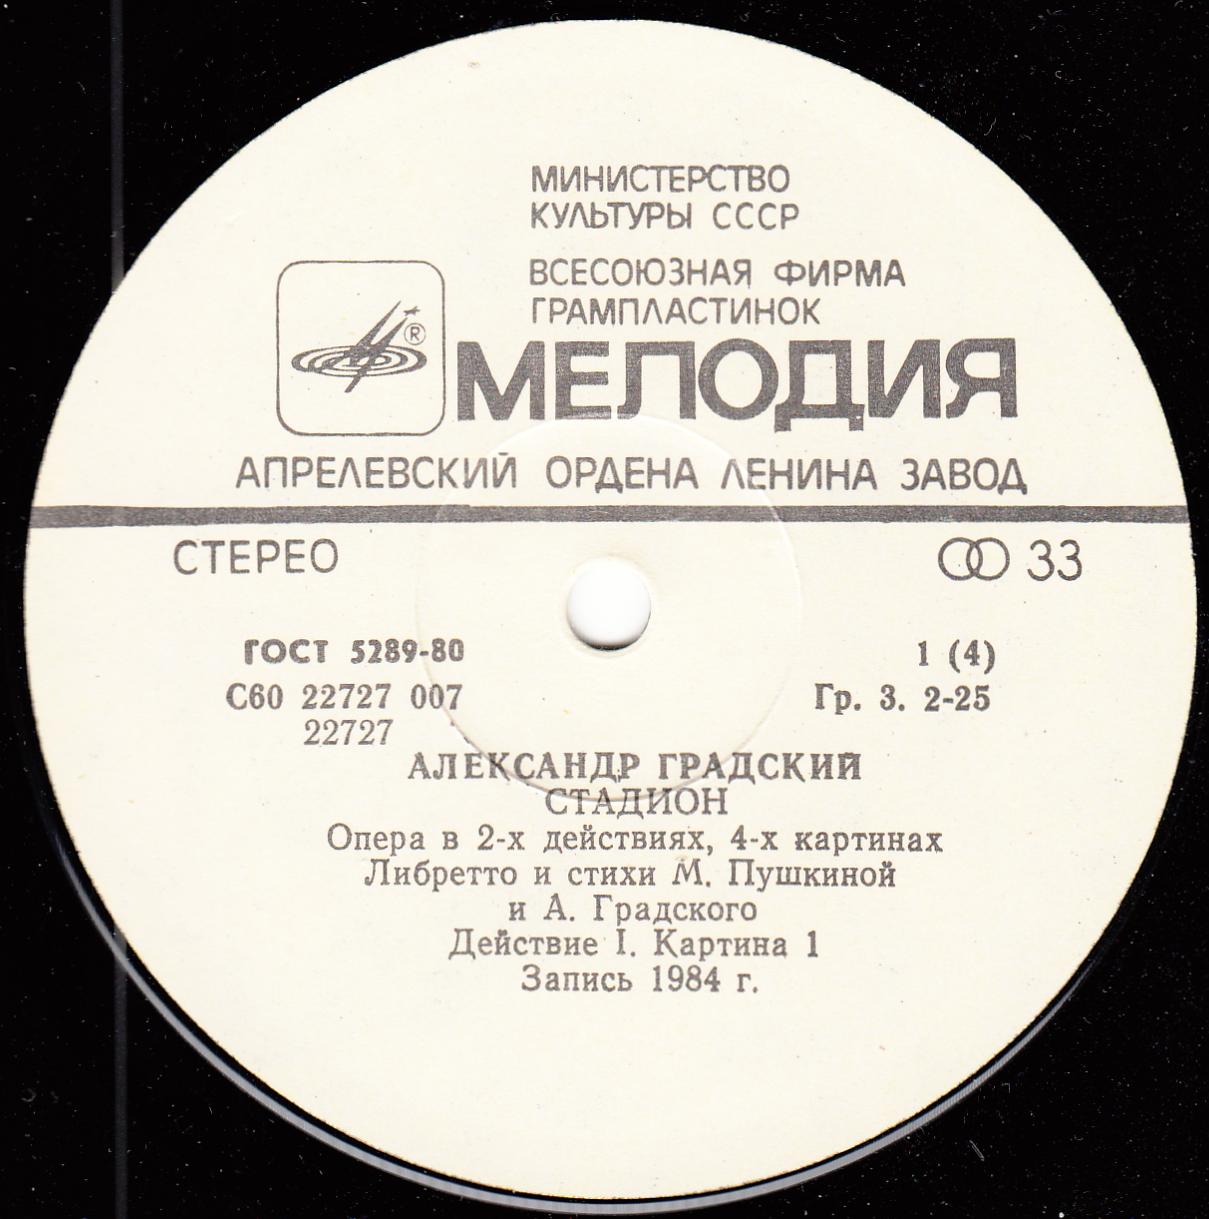 МИНИСТЕРСТВО
КУЛЬТУРЫ СССР
ВСЕСОЮЗНАЯ ФИРМА
ГРАМПЛАСТИНОК
®
МЕЛОДИЯ
АПРЕЛЕВСКИЙ ОРДЕНА ЛЕНИНА ЗАВОД
СТЕРЕО
33
ГОСТ 5289-80
1 (4)
С60 22727 007
Гр. 3. 2-25
22727
АЛЕКСАНДР ГРАДСКИЙ
СТАДИОН
Опера в 2-х действиях, 4-х картинах
Либретто и стихи М. Пушкиной
и А. Градского
Действие I. Картина 1
Запись 1984 г.